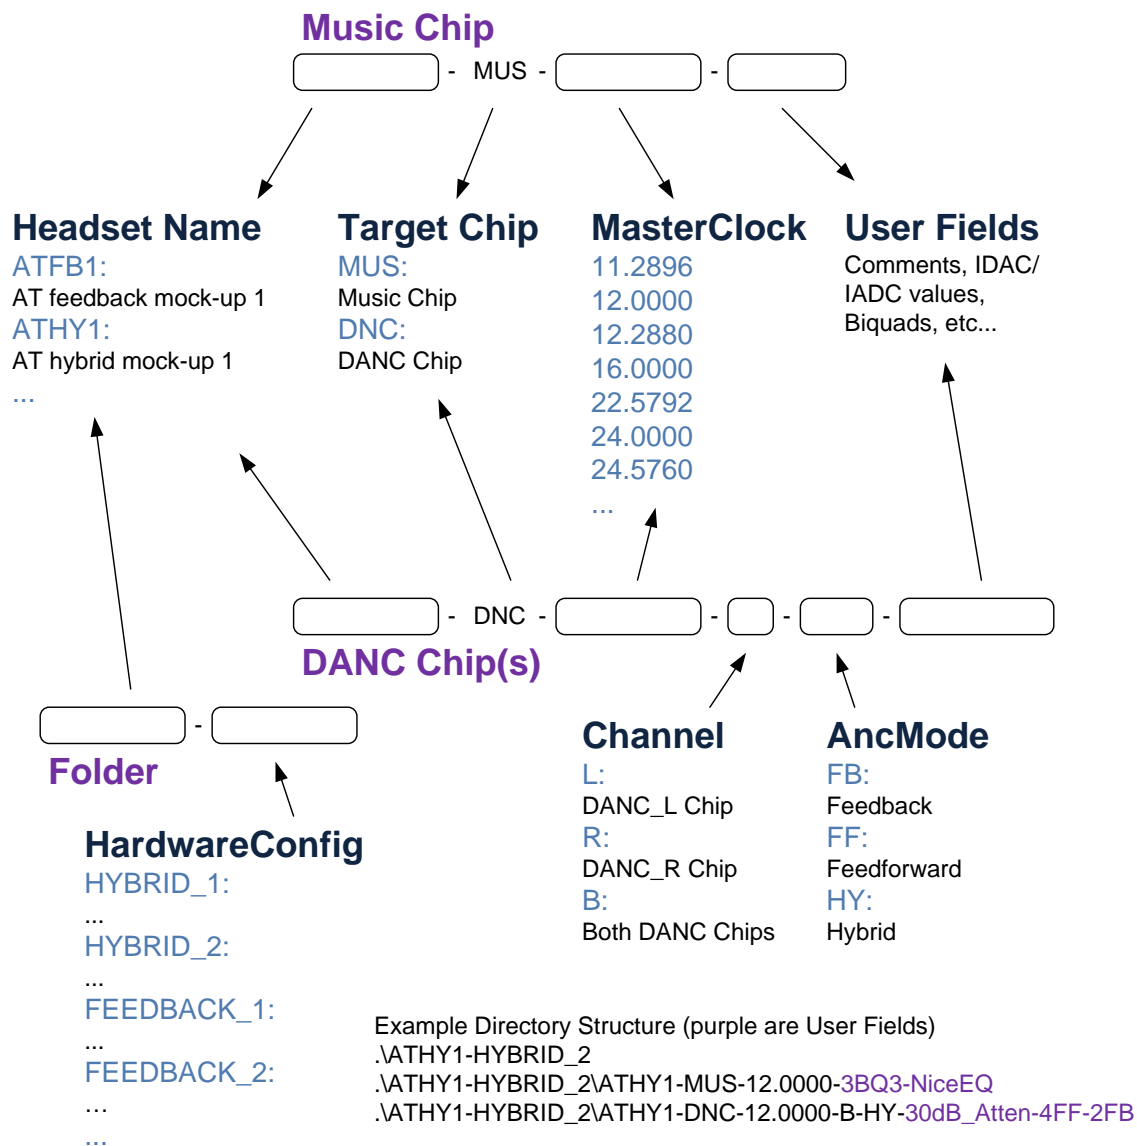 Music Chip
- MUS - -
Headset Name
ATFB1:
AT feedback mock-up 1
ATHY1:
AT hybrid mock-up 1
...
Target Chip
MUS:
Music Chip
DNC:
DANC Chip
MasterClock
11.2896
12.0000
12.2880
16.0000
22.5792
24.0000
24.5760
...
User Fields
Comments, IDAC/
IADC values,
Biquads, etc...
- DNC - - - -
DANC Chip(s)
-
Folder
HardwareConfig
HYBRID_1:
...
HYBRID_2:
...
FEEDBACK_1:
...
FEEDBACK_2:
...
...
Channel
L:
DANC_L Chip
R:
DANC_R Chip
B:
Both DANC Chips
AncMode
FB:
Feedback
FF:
Feedforward
HY:
Hybrid
Example Directory Structure (purple are User Fields)
.\ATHY1-HYBRID_2
.\ATHY1-HYBRID_2\ATHY1-MUS-12.0000-3BQ3-NiceEQ
.\ATHY1-HYBRID_2\ATHY1-DNC-12.0000-B-HY-30dB_Atten-4FF-2FB